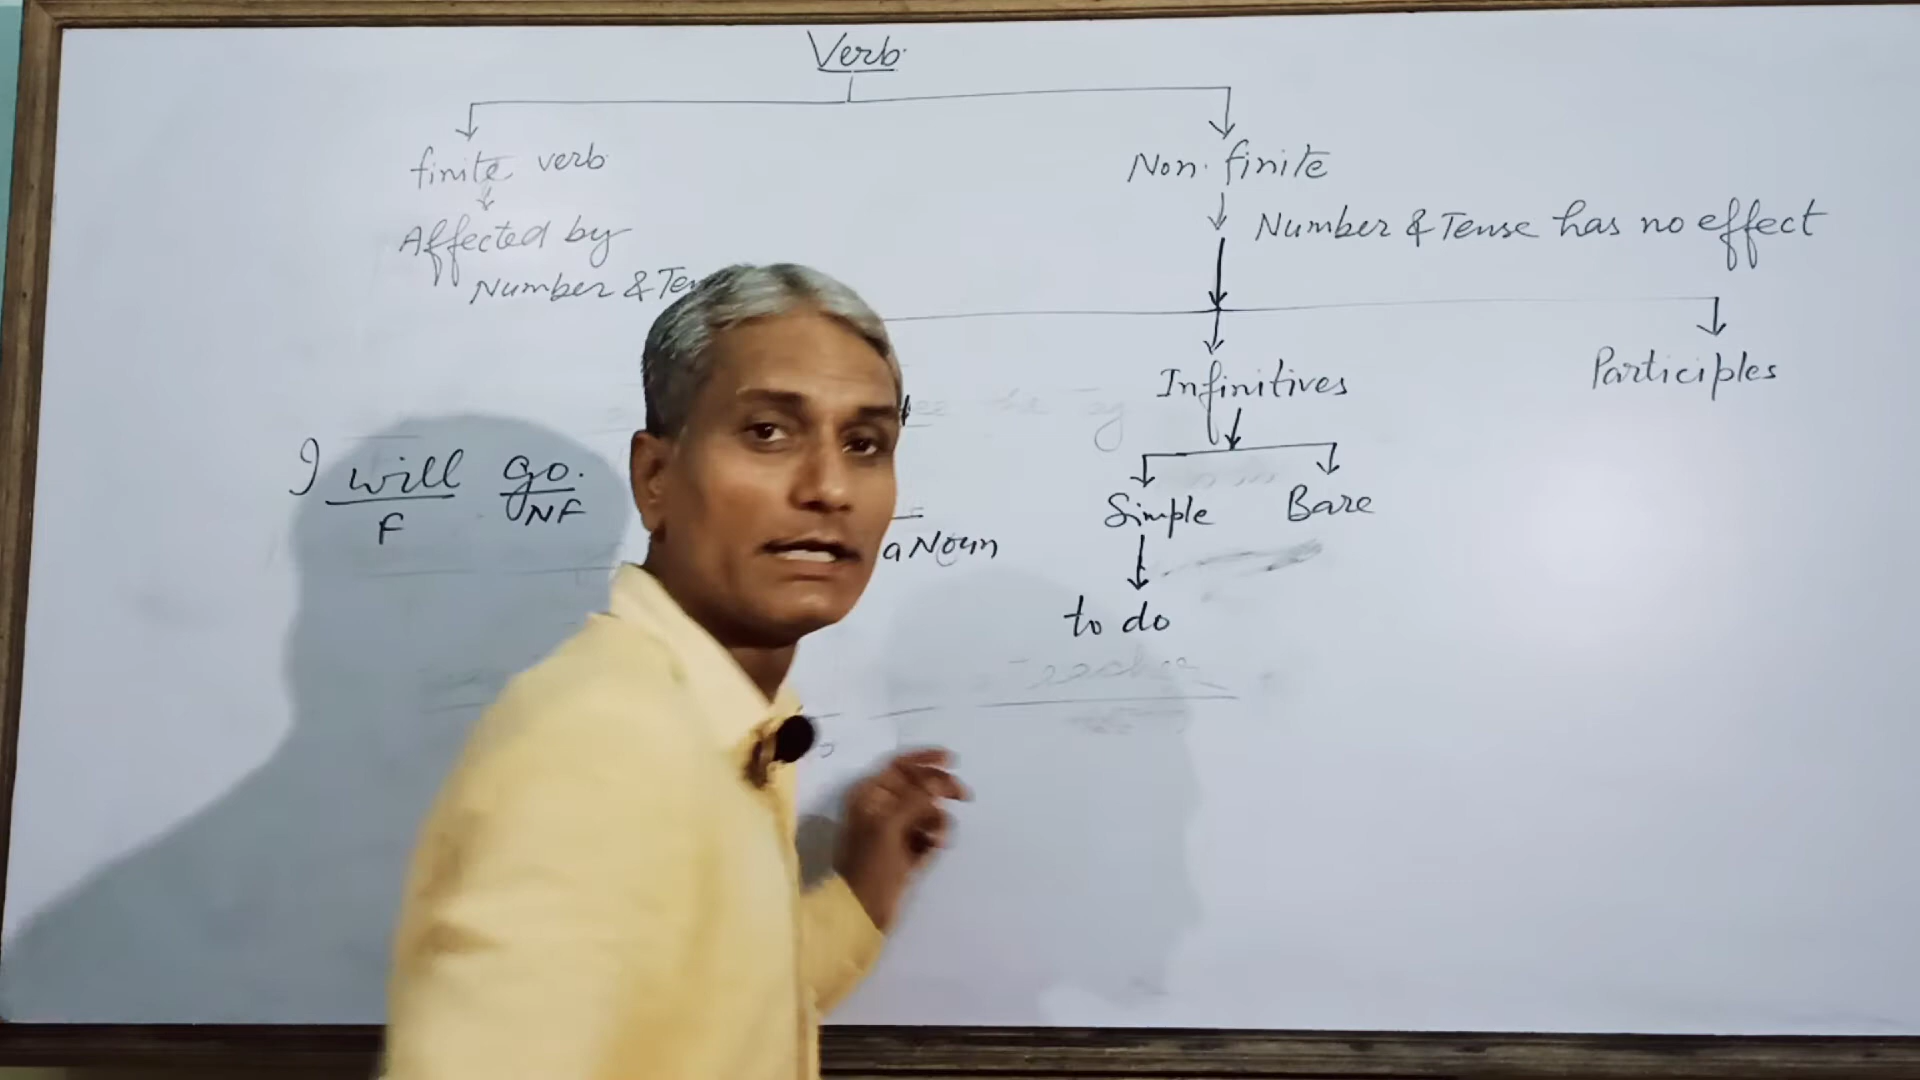 Verb
finite verb
Affected by
Number & Ten
Non-finite
Number & Tense has no effect
Infinitives
Participles
Simple
Bare
to do
I will go.
F
NF
a Noun